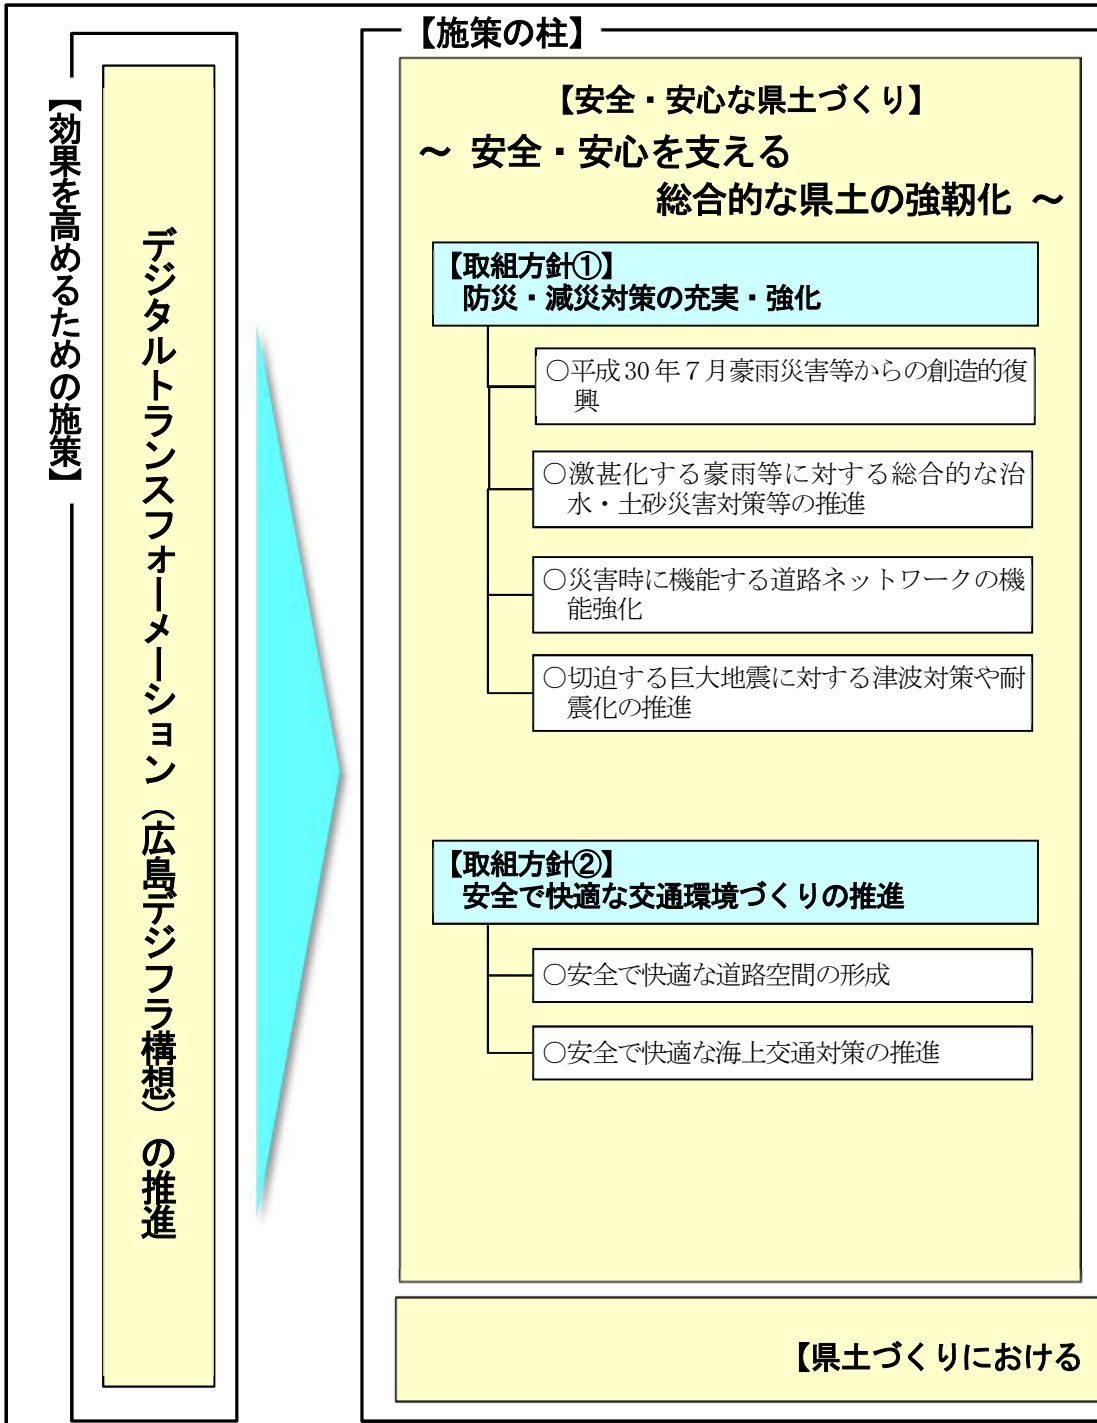 【効果を高めるための施策】
デジタルトランスフォーメーション（広島デジフラ構想）の推進
【施策の柱】
【安全・安心な県土づくり】
～ 安全・安心を支える
総合的な県土の強靭化 ～
【取組方針①】
防災・減災対策の充実・強化
○平成30年７月豪雨災害等からの創造的復
興
○激甚化する豪雨等に対する総合的な治
水・土砂災害対策等の推進
○災害時に機能する道路ネットワークの機
能強化
○切迫する巨大地震に対する津波対策や耐
震化の推進
【取組方針②】
安全で快適な交通環境づくりの推進
○安全で快適な道路空間の形成
○安全で快適な海上交通対策の推進
【県土づくりにおける